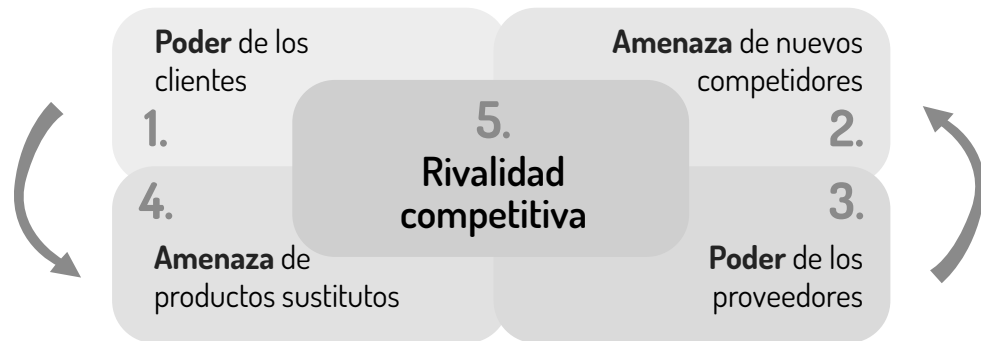 Poder de los
clientes
1.
Amenaza de nuevos
competidores
2.
5.
Rivalidad
competitiva
4.
Amenaza de
productos sustitutos
3.
Poder de los
proveedores